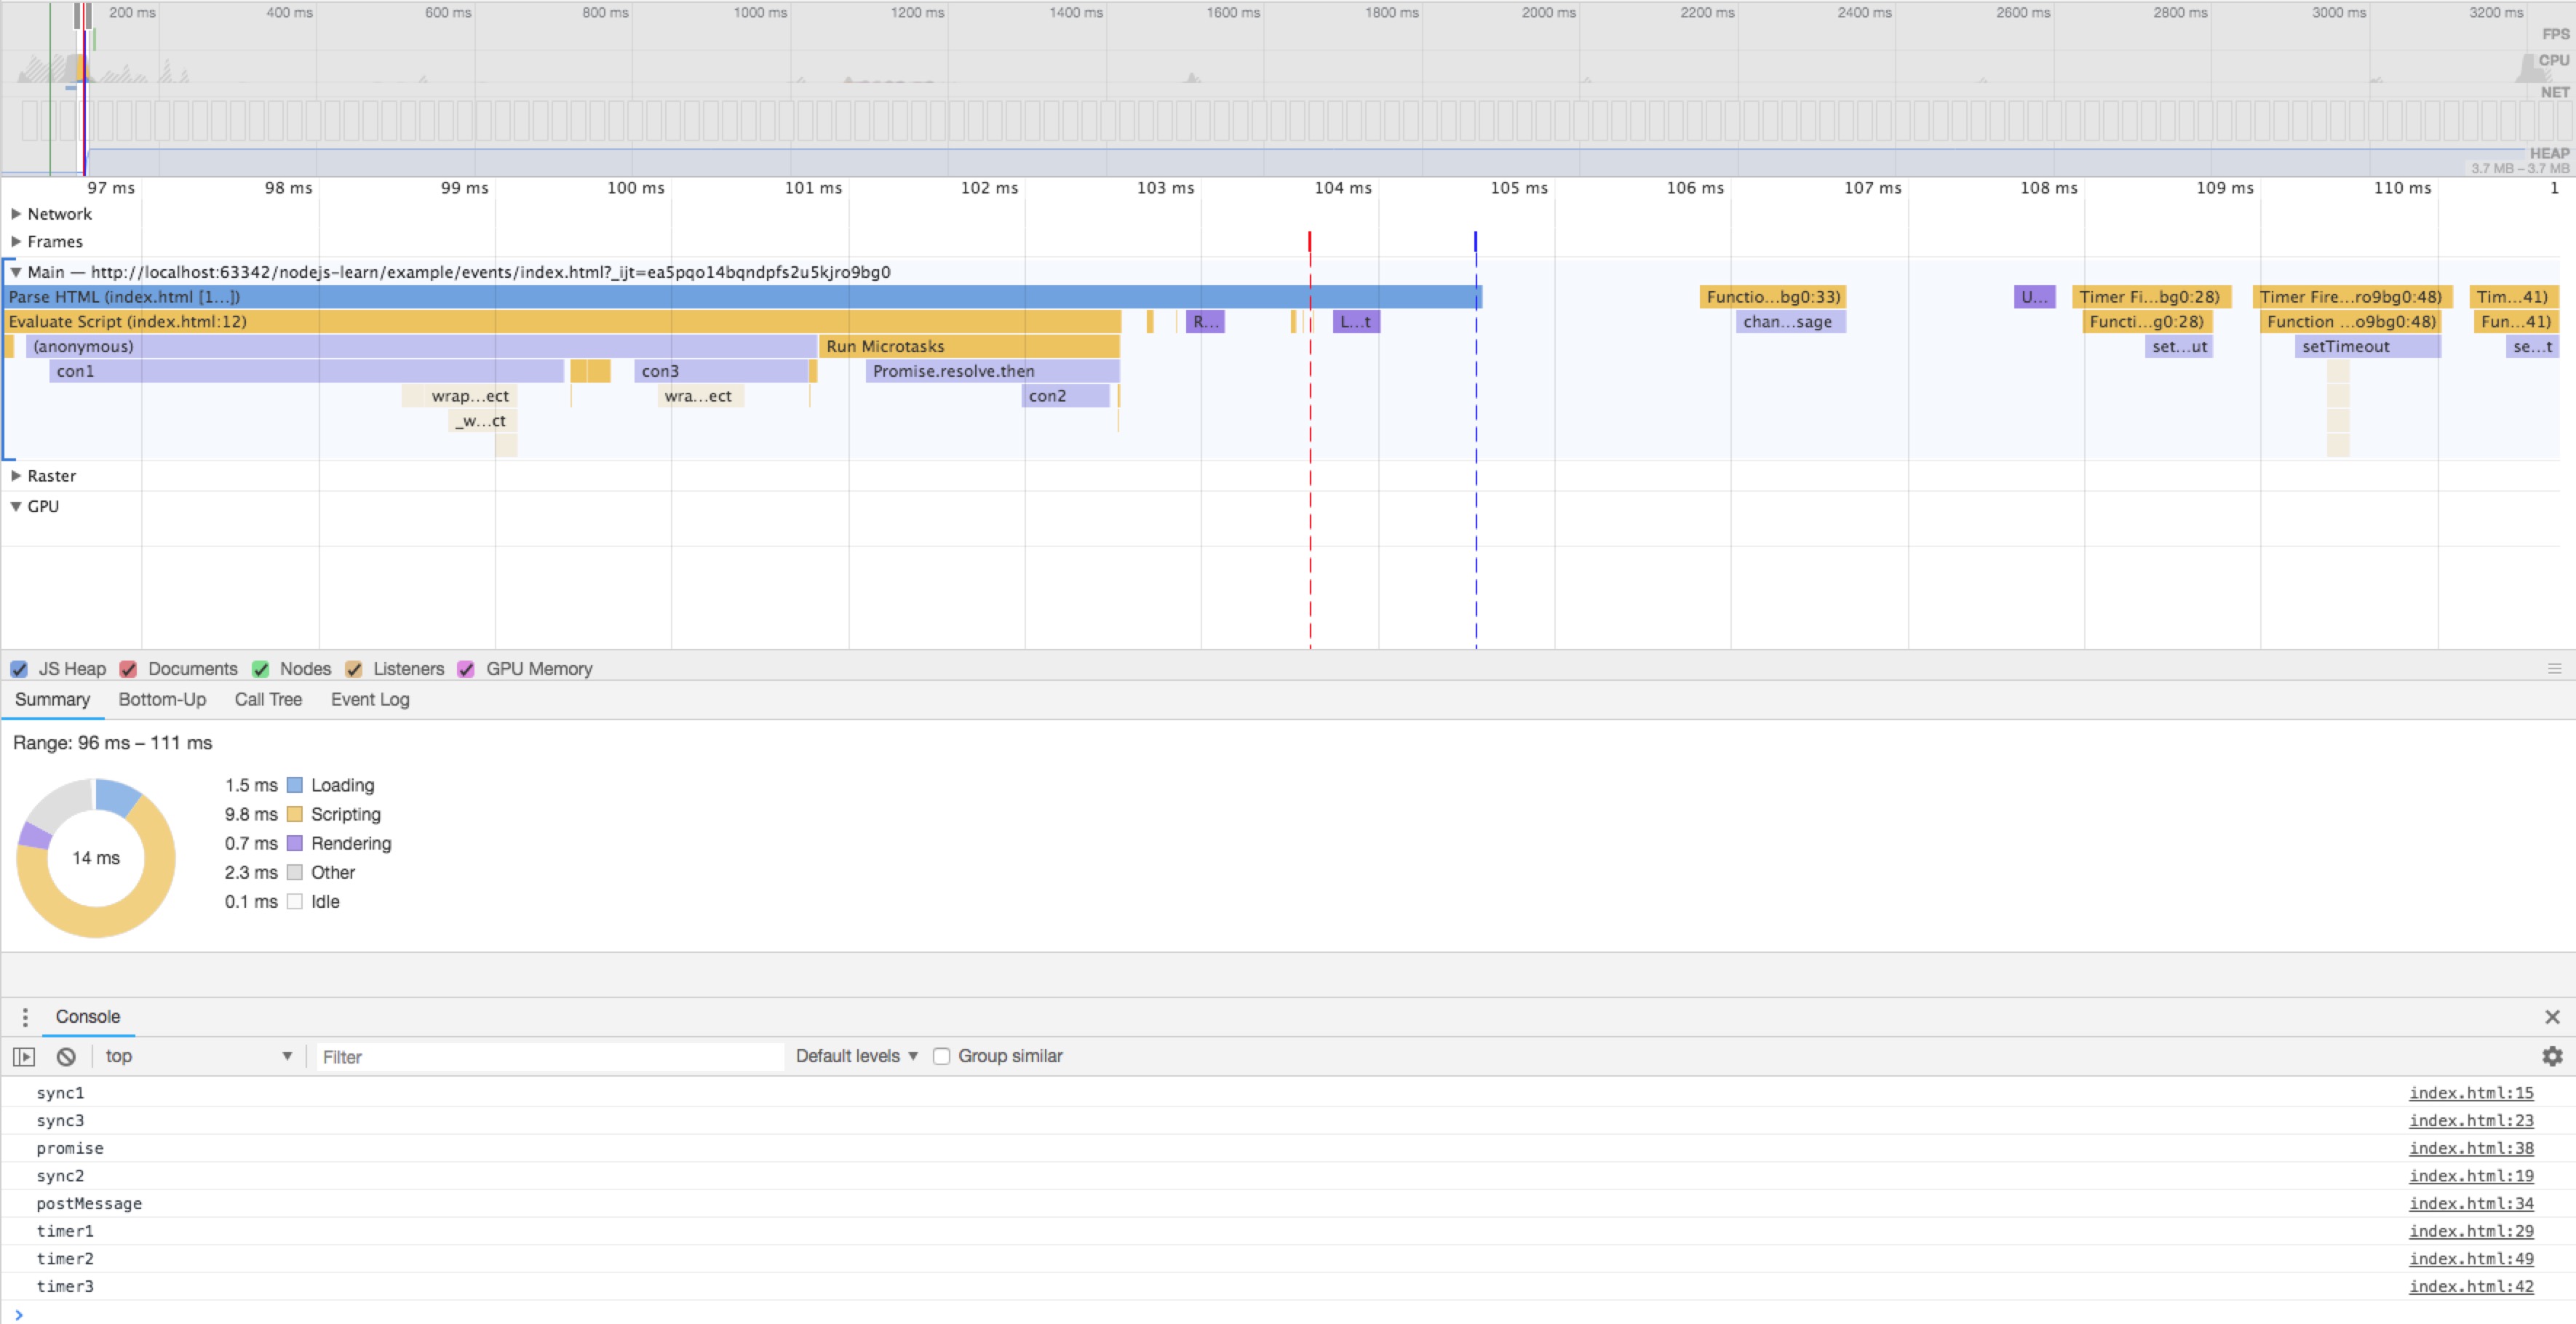 200 ms 400 ms 600 ms 800 ms 1000 ms 1200 ms 1400 ms 1600 ms 1800 ms 2000 ms 2200 ms 2400 ms 2600 ms 2800 ms 3000 ms 3200 ms
FPS
CPU
NET
HEAP
3.7 MB – 3.7 MB
97 ms 98 ms 99 ms 100 ms 101 ms 102 ms 103 ms 104 ms 105 ms 106 ms 107 ms 108 ms 109 ms 110 ms 1
Network
Frames
Main — http://localhost:63342/nodejs-learn/example/events/index.html?_ijt=ea5pqo14bqndpfs2u5kjro9bg0
Parse HTML (index.html [1...]) Functio...bg0:33) U... Timer Fi...bg0:28) Timer Fire...ro9bg0:48) Tim...41)
Evaluate Script (index.html:12) R... L...t chan...sage Functi...g0:28) Function ...o9bg0:48) Fun...41)
(anonymous) Run Microtasks set...ut setTimeout se...t
con1 con3 Promise.resolve.then
wrap...ect wra...ect con2
_w...ct
Raster
GPU
JS Heap Documents Nodes Listeners GPU Memory
Summary Bottom-Up Call Tree Event Log
Range: 96 ms – 111 ms
14 ms
1.5 ms Loading
9.8 ms Scripting
0.7 ms Rendering
2.3 ms Other
0.1 ms Idle
Console
top Filter Default levels Group similar
sync1 index.html:15
sync3 index.html:23
promise index.html:38
sync2 index.html:19
postMessage index.html:34
timer1 index.html:29
timer2 index.html:49
timer3 index.html:42